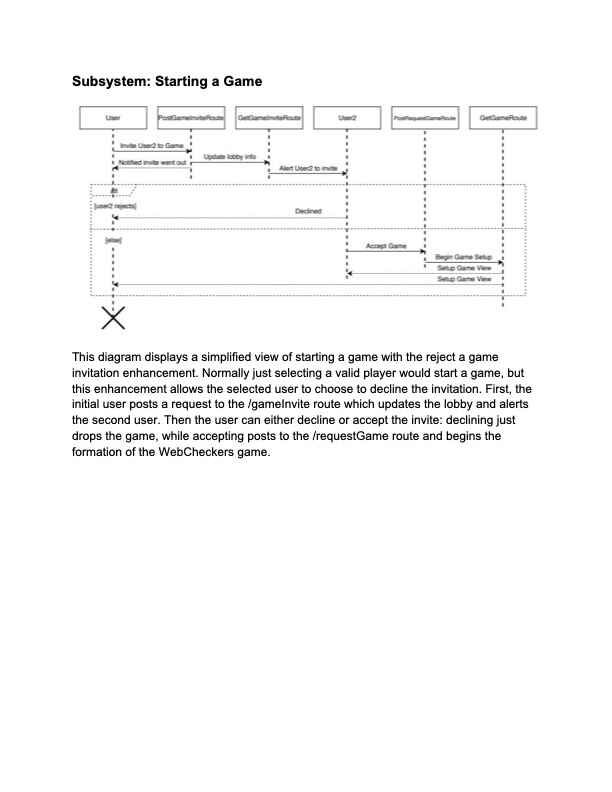 Subsystem: Starting a Game
User PostGameInviteRoute GetGameInviteRoute User2 PostRequestGameRoute GetGameRoute
Invite User2 to Game
Notified invite went out Update lobby info
Alert User2 to invite
alt
[user2 rejects]
Declined
[else]
Accept Game
Begin Game Setup
Setup Game View
Setup Game View
This diagram displays a simplified view of starting a game with the reject a game
invitation enhancement. Normally just selecting a valid player would start a game, but
this enhancement allows the selected user to choose to decline the invitation. First, the
initial user posts a request to the /gameInvite route which updates the lobby and alerts
the second user. Then the user can either decline or accept the invite: declining just
drops the game, while accepting posts to the /requestGame route and begins the
formation of the WebCheckers game.